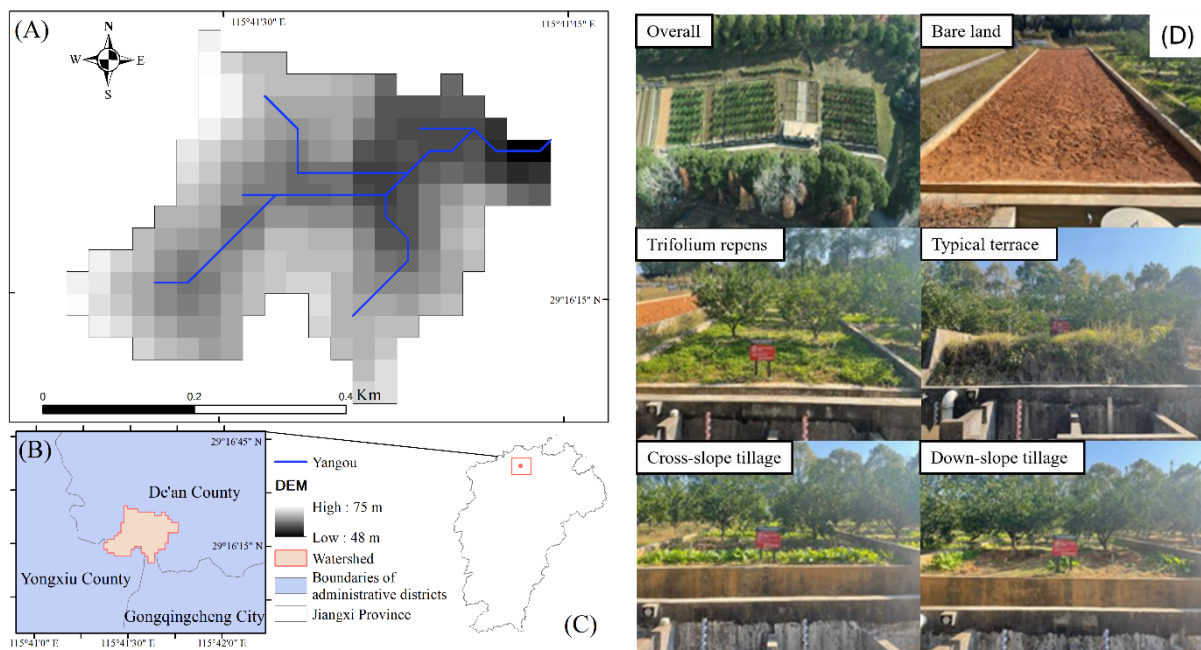 (A)
115°41'30" E
115°41'45" E
N
W
E
S
29°16'15" N
0
0.2
0.4
Km
(B)
29°16'45" N
De'an County
29°16'15" N
Yongxiu County
Gongqingcheng City
115°41'0" E
115°41'30" E
115°42'0" E
Yangou
DEM
High : 75 m
Low : 48 m
Watershed
Boundaries of
administrative districts
Jiangxi Province
(C)
(D)
Overall
Bare land
Trifolium repens
Typical terrace
Cross-slope tillage
Down-slope tillage